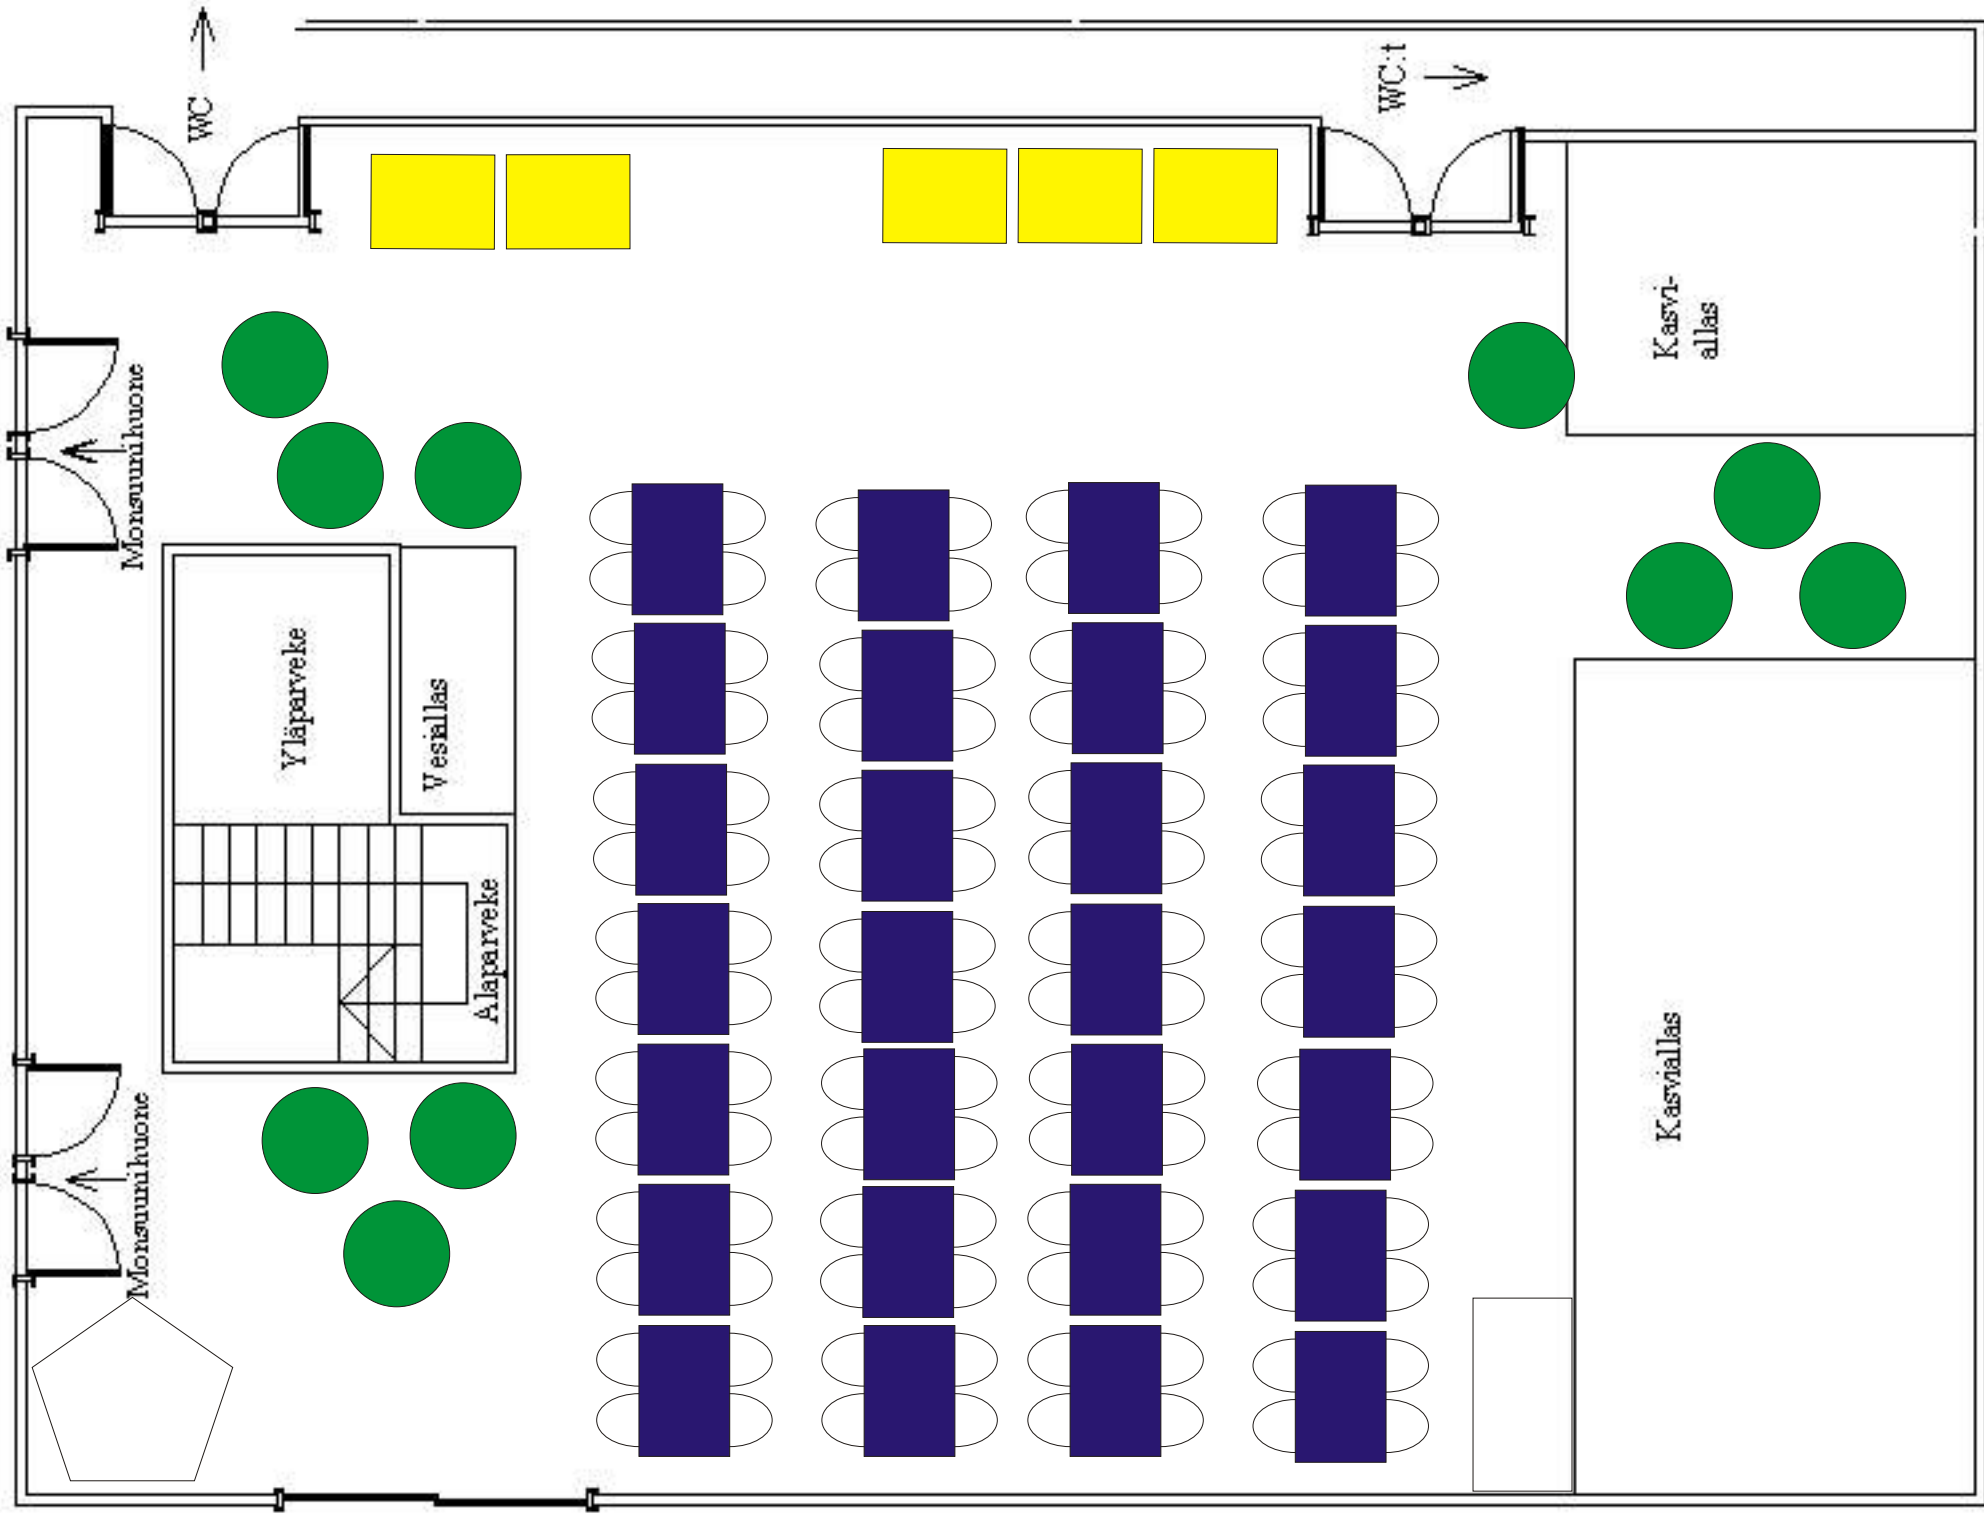 WC
WC:t
Monsuunihuone
Kasvi-
allas
Yläparveke
Vesiallas
Alaparveke
Monsuunihuone
Kasviallas